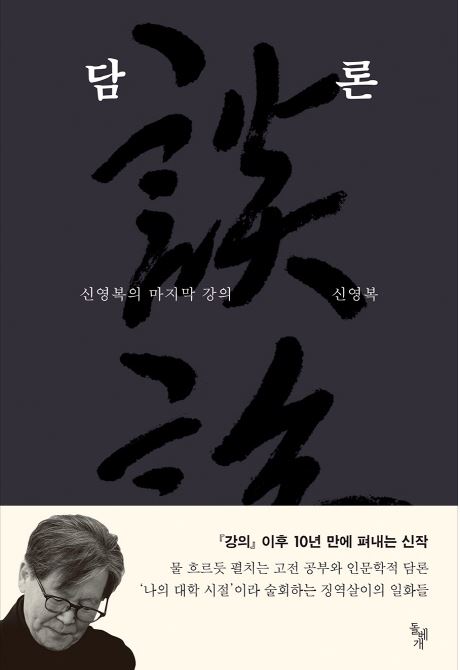 담 론
談
論
신영복의 마지막 강의 신영복
『강의』 이후 10년 만에 펴내는 신작
물 흐르듯 펼치는 고전 공부와 인문학적 담론
‘나의 대학 시절’이라 술회하는 징역살이의 일화들
돌베개